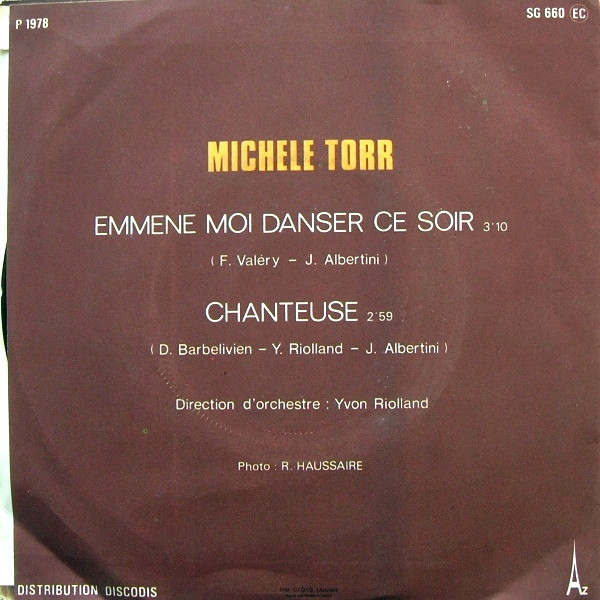 P 1978
SG 660 EC
MICHELE TORR
EMMENE MOI DANSER CE SOIR 3'10
( F. Valéry – J. Albertini )
CHANTEUSE 2'59
( D. Barbelivien – Y. Riolland – J. Albertini )
Direction d'orchestre : Yvon Riolland
Photo : R. HAUSSAIRE
DISTRIBUTION DISCODIS
AZ